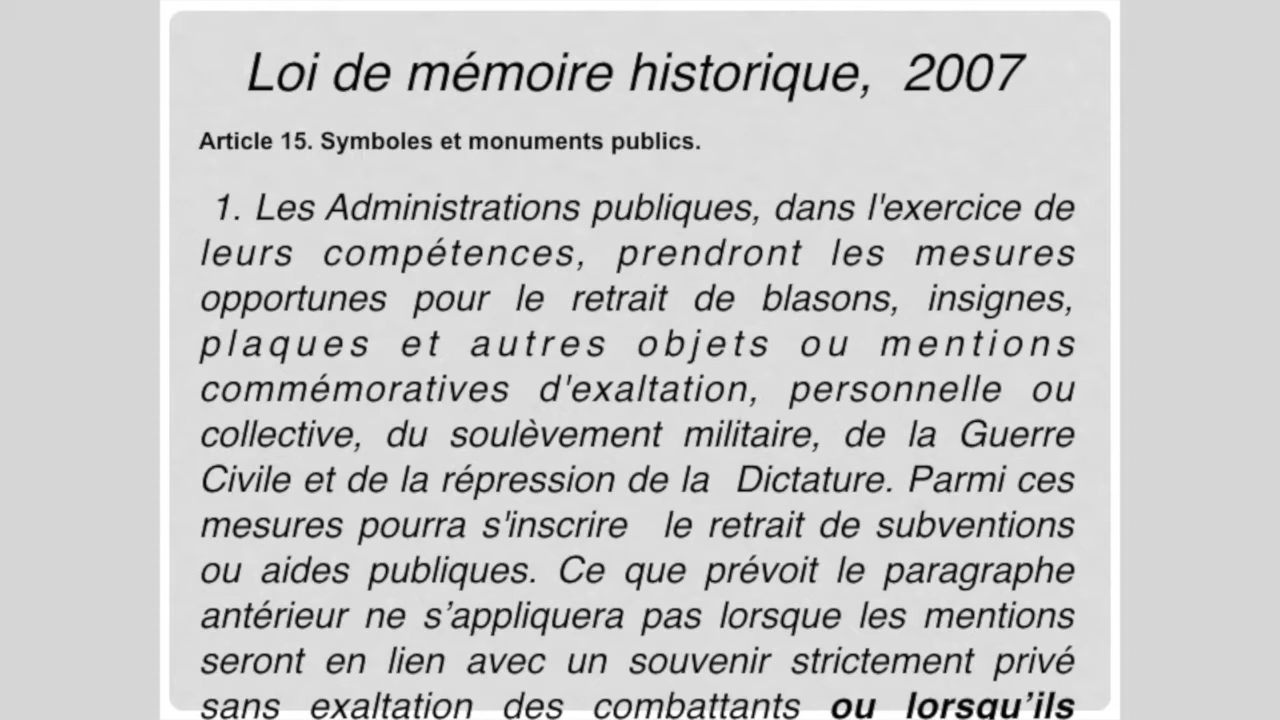 Loi de mémoire historique, 2007
Article 15. Symboles et monuments publics.
1. Les Administrations publiques, dans l'exercice de
leurs compétences, prendront les mesures
opportunes pour le retrait de blasons, insignes,
plaques et autres objets ou mentions
commémoratives d'exaltation, personnelle ou
collective, du soulèvement militaire, de la Guerre
Civile et de la répression de la Dictature. Parmi ces
mesures pourra s'inscrire le retrait de subventions
ou aides publiques. Ce que prévoit le paragraphe
antérieur ne s’appliquera pas lorsque les mentions
seront en lien avec un souvenir strictement privé
sans exaltation des combattants ou lorsqu’ils